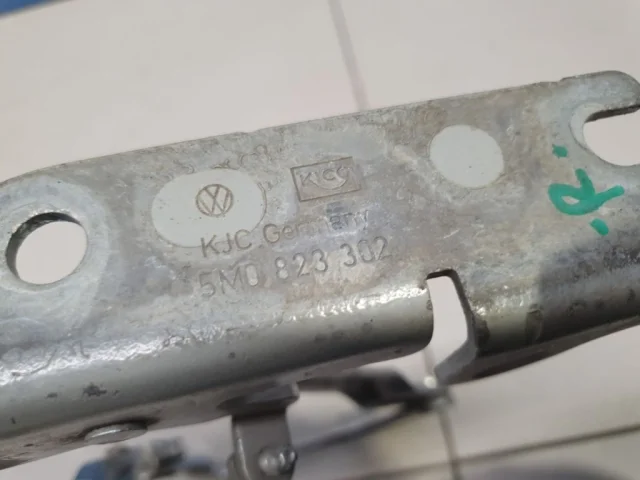 KJC
KJC Germany
5M0 823 302
R.